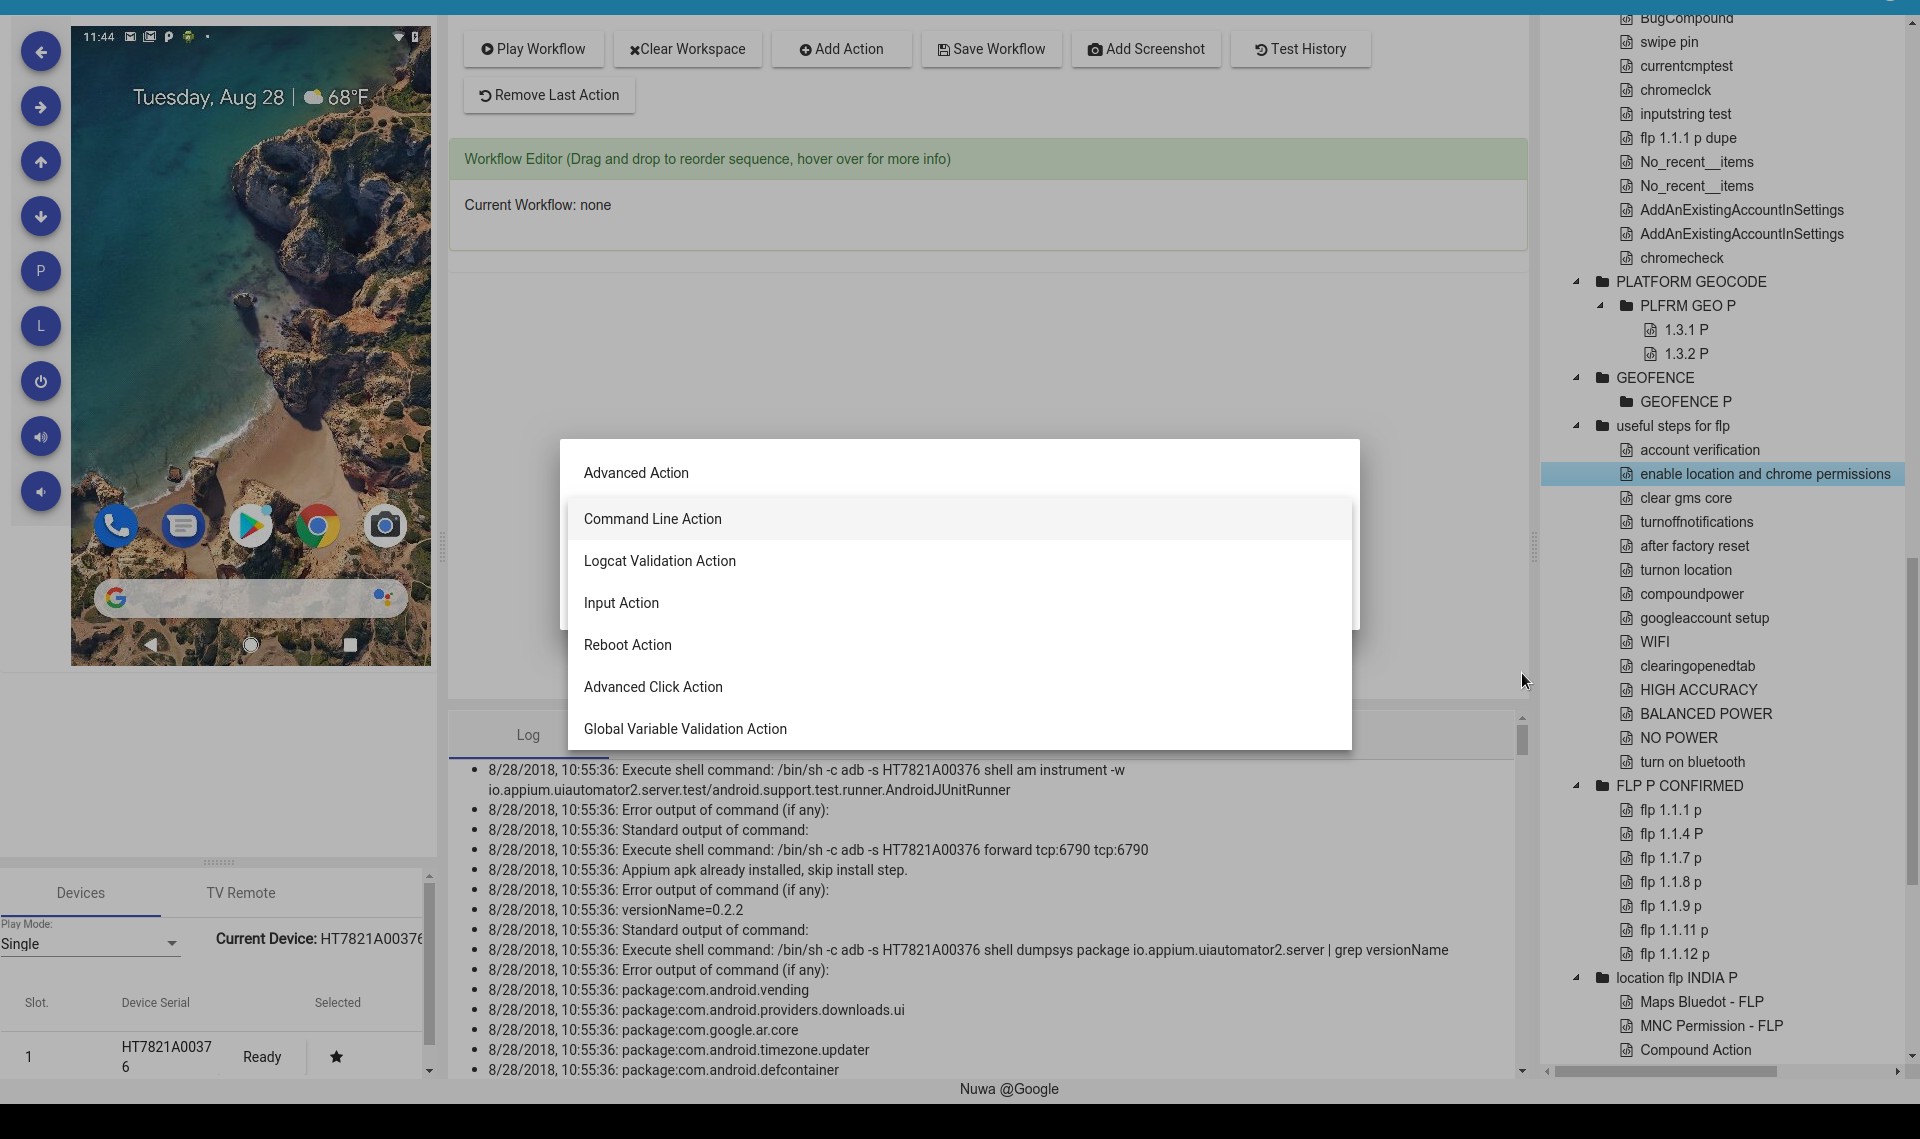 11:44
Tuesday, Aug 28 | 68°F
P
L
Play Workflow
Clear Workspace
Add Action
Save Workflow
Add Screenshot
Test History
Remove Last Action
Workflow Editor (Drag and drop to reorder sequence, hover over for more info)
Current Workflow: none
Advanced Action
Command Line Action
Logcat Validation Action
Input Action
Reboot Action
Advanced Click Action
Global Variable Validation Action
Log
8/28/2018, 10:55:36: Execute shell command: /bin/sh -c adb -s HT7821A00376 shell am instrument -w
io.appium.uiautomator2.server.test/android.support.test.runner.AndroidJUnitRunner
8/28/2018, 10:55:36: Error output of command (if any):
8/28/2018, 10:55:36: Standard output of command:
8/28/2018, 10:55:36: Execute shell command: /bin/sh -c adb -s HT7821A00376 forward tcp:6790 tcp:6790
8/28/2018, 10:55:36: Appium apk already installed, skip install step.
8/28/2018, 10:55:36: Error output of command (if any):
8/28/2018, 10:55:36: versionName=0.2.2
8/28/2018, 10:55:36: Standard output of command:
8/28/2018, 10:55:36: Execute shell command: /bin/sh -c adb -s HT7821A00376 shell dumpsys package io.appium.uiautomator2.server | grep versionName
8/28/2018, 10:55:36: Error output of command (if any):
8/28/2018, 10:55:36: package:com.android.vending
8/28/2018, 10:55:36: package:com.android.providers.downloads.ui
8/28/2018, 10:55:36: package:com.google.ar.core
8/28/2018, 10:55:36: package:com.android.timezone.updater
8/28/2018, 10:55:36: package:com.android.defcontainer
Devices
TV Remote
Play Mode:
Single
Current Device: HT7821A00376
Slot.
Device Serial
Selected
1
HT7821A0037
6
Ready
BugCompound
swipe pin
currentcmptest
chromeclck
inputstring test
flp 1.1.1 p dupe
No_recent__items
No_recent__items
AddAnExistingAccountInSettings
AddAnExistingAccountInSettings
chromecheck
PLATFORM GEOCODE
PLFRM GEO P
1.3.1 P
1.3.2 P
GEOFENCE
GEOFENCE P
useful steps for flp
account verification
enable location and chrome permissions
clear gms core
turnoffnotifications
after factory reset
turnon location
compoundpower
googleaccount setup
WIFI
clearingopenedtab
HIGH ACCURACY
BALANCED POWER
NO POWER
turn on bluetooth
FLP P CONFIRMED
flp 1.1.1 p
flp 1.1.4 P
flp 1.1.7 p
flp 1.1.8 p
flp 1.1.9 p
flp 1.1.11 p
flp 1.1.12 p
location flp INDIA P
Maps Bluedot - FLP
MNC Permission - FLP
Compound Action
Nuwa @Google